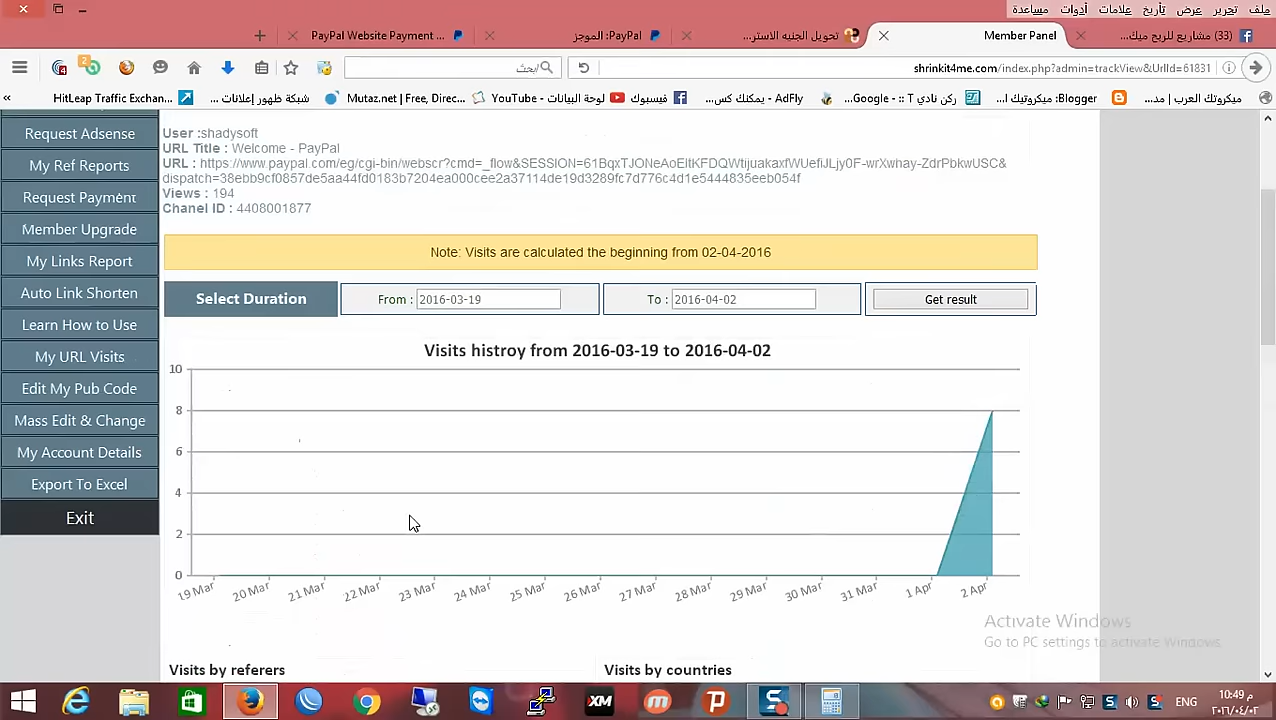 ملف تحرير عرض تأريخ علامات أدوات مساعدة
(33) مشاريع للربح ميك...
Member Panel
تحويل الجنيه الاستر...
PayPal: الموجز
PayPal Website Payment ...
shrinkit4me.com/index.php?admin=trackView&UrlId=61831
ابحث
2
ميكروتك العرب | مد...
Blogger: ميكروتيك ا...
ركن نادي Google :: T -...
AdFly - يمكنك كس...
فيسبوك
لوحة البيانات - YouTube
Mutaz.net | Free, Direc...
شبكة ظهور إعلانات ...
HitLeap Traffic Exchan...
«
Request Adsense
My Ref Reports
Request Payment
Member Upgrade
My Links Report
Auto Link Shorten
Learn How to Use
My URL Visits
Edit My Pub Code
Mass Edit & Change
My Account Details
Export To Excel
Exit
User :shadysoft
URL Title : Welcome - PayPal
URL : https://www.paypal.com/eg/cgi-bin/webscr?cmd=_flow&SESSION=61BqxTJONeAoEltKFDQWtijuakaxfWUefiJLjy0F-wrXwhay-ZdrPbkwUSC&
dispatch=38ebb9cf0857de5aa44fd0183b7204ea000cee2a37114de19d3289fc7d776c4d1e5444835eeb054f
Views : 194
Chanel ID : 4408001877
Note: Visits are calculated the beginning from 02-04-2016
Select Duration
From : 2016-03-19
To : 2016-04-02
Get result
Visits histroy from 2016-03-19 to 2016-04-02
10
8
6
4
2
0
19 Mar 20 Mar 21 Mar 22 Mar 23 Mar 24 Mar 25 Mar 26 Mar 27 Mar 28 Mar 29 Mar 30 Mar 31 Mar 1 Apr 2 Apr
Activate Windows
Go to PC settings to activate Windows.
Visits by referers
Visits by countries
XM
ENG
10:49 م
٢٠١٦/٠٤/٠٢